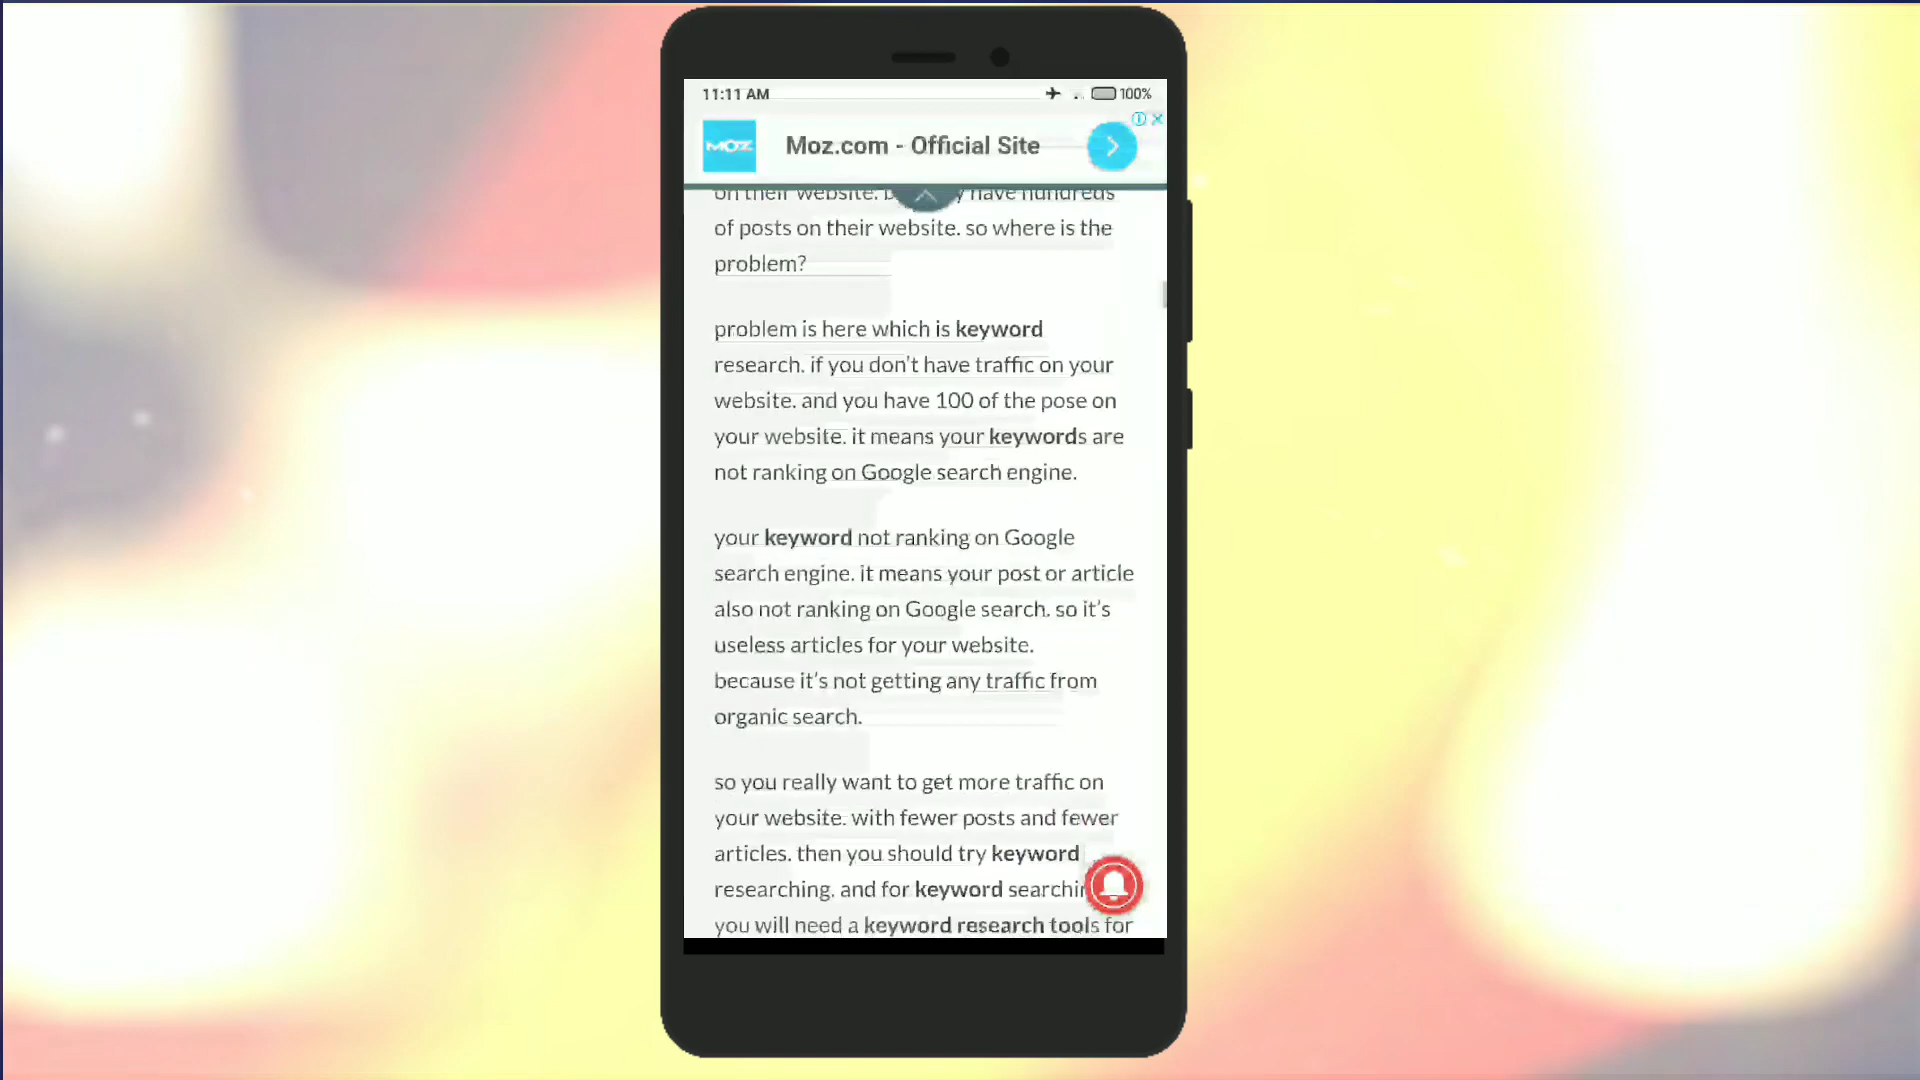 11:11 AM
100%
MOZ
Moz.com - Official Site
on their website. have hundreds
of posts on their website. so where is the
problem?
problem is here which is keyword
research. if you don’t have traffic on your
website. and you have 100 of the pose on
your website. it means your keywords are
not ranking on Google search engine.
your keyword not ranking on Google
search engine. it means your post or article
also not ranking on Google search. so it’s
useless articles for your website.
because it’s not getting any traffic from
organic search.
so you really want to get more traffic on
your website. with fewer posts and fewer
articles. then you should try keyword
researching. and for keyword
you will need a keyword research tools for